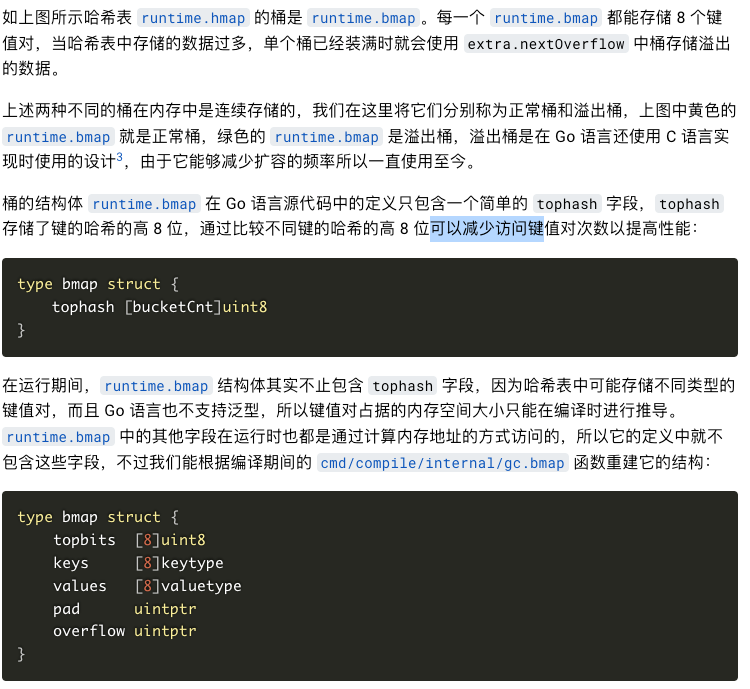 如上图所示哈希表 runtime.hmap 的桶是 runtime.bmap。每一个 runtime.bmap 都能存储 8 个键
值对，当哈希表中存储的数据过多，单个桶已经装满时就会使用 extra.nextOverflow 中桶存储溢出
的数据。
上述两种不同的桶在内存中是连续存储的，我们在这里将它们分别称为正常桶和溢出桶，上图中黄色的
runtime.bmap 就是正常桶，绿色的 runtime.bmap 是溢出桶，溢出桶是在 Go 语言还使用 C 语言实
现时使用的设计3，由于它能够减少扩容的频率所以一直使用至今。
桶的结构体 runtime.bmap 在 Go 语言源代码中的定义只包含一个简单的 tophash 字段，tophash
存储了键的哈希的高 8 位，通过比较不同键的哈希的高 8 位可以减少访问键值对次数以提高性能：
type bmap struct {
    tophash [bucketCnt]uint8
}
在运行期间，runtime.bmap 结构体其实不止包含 tophash 字段，因为哈希表中可能存储不同类型的
键值对，而且 Go 语言也不支持泛型，所以键值对占据的内存空间大小只能在编译时进行推导。
runtime.bmap 中的其他字段在运行时也都是通过计算内存地址的方式访问的，所以它的定义中就不
包含这些字段，不过我们能根据编译期间的 cmd/compile/internal/gc.bmap 函数重建它的结构：
type bmap struct {
    topbits  [8]uint8
    keys     [8]keytype
    values   [8]valuetype
    pad      uintptr
    overflow uintptr
}